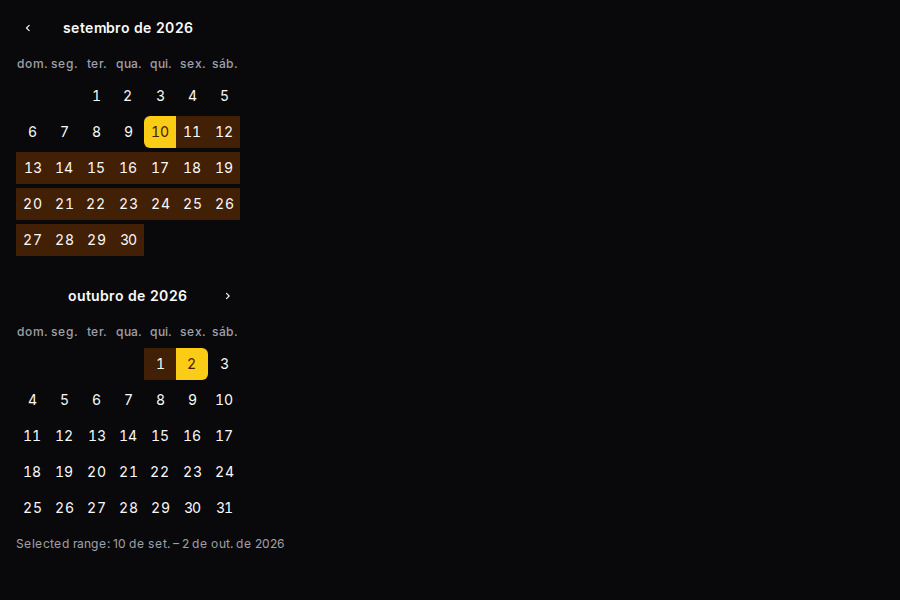 setembro de 2026
dom. seg. ter. qua. qui. sex. sáb.
1 2 3 4 5
6 7 8 9 10 11 12
13 14 15 16 17 18 19
20 21 22 23 24 25 26
27 28 29 30
outubro de 2026
dom. seg. ter. qua. qui. sex. sáb.
1 2 3
4 5 6 7 8 9 10
11 12 13 14 15 16 17
18 19 20 21 22 23 24
25 26 27 28 29 30 31
Selected range: 10 de set. – 2 de out. de 2026